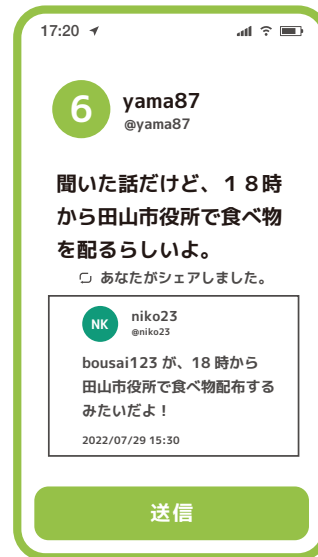 17:20
6
yama87
@yama87
聞いた話だけど、18時
から田山市役所で食べ物
を配るらしいよ。
あなたがシェアしました。
NK
niko23
@niko23
bousai123 が、18 時から
田山市役所で食べ物配布する
みたいだよ！
2022/07/29 15:30
送信